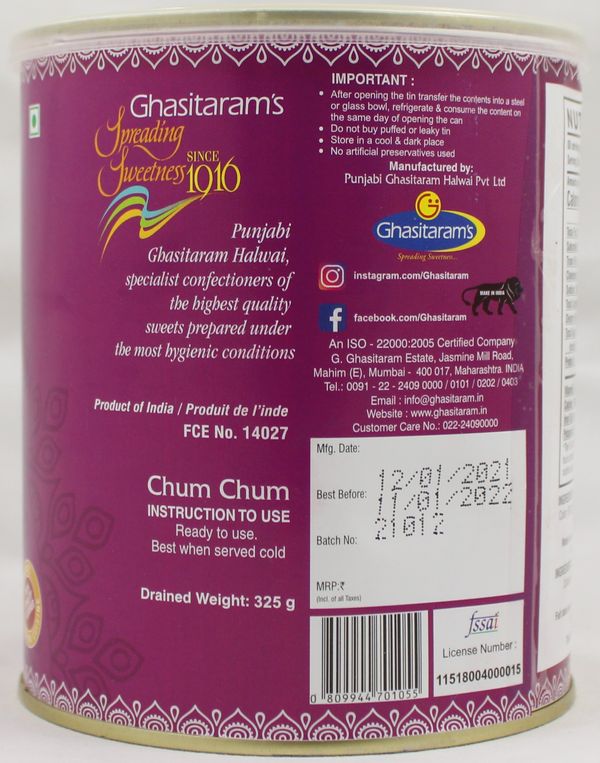 Ghasitaram's
Spreading
Sweetness
SINCE
1916
Punjabi
Ghasitaram Halwai,
specialist confectioners of
the highest quality
sweets prepared under
the most hygienic conditions
Product of India / Produit de l'inde
FCE No. 14027
Chum Chum
INSTRUCTION TO USE
Ready to use.
Best when served cold
Drained Weight: 325 g
IMPORTANT :
• After opening the tin transfer the contents into a steel
or glass bowl, refrigerate & consume the content on
the same day of opening the can
• Do not buy puffed or leaky tin
• Store in a cool & dark place
• No artificial preservatives used
Manufactured by:
Punjabi Ghasitaram Halwai Pvt Ltd
Ghasitaram's
Spreading Sweetness...
instagram.com/Ghasitaram
MAKE IN INDIA
facebook.com/Ghasitaram
An ISO - 22000:2005 Certified Company
G. Ghasitaram Estate, Jasmine Mill Road,
Mahim (E), Mumbai - 400 017, Maharashtra. INDIA
Tel.: 0091 - 22 - 2409 0000 / 0101 / 0202 / 0403
Email : info@ghasitaram.in
Website : www.ghasitaram.in
Customer Care No.: 022-24090000
Mfg. Date: 12/01/2021
Best Before: 11/01/2022
Batch No: 21012
MRP:₹
(Incl. of all Taxes)
0 809944 701055
fssai
License Number :
11518004000015
NUT